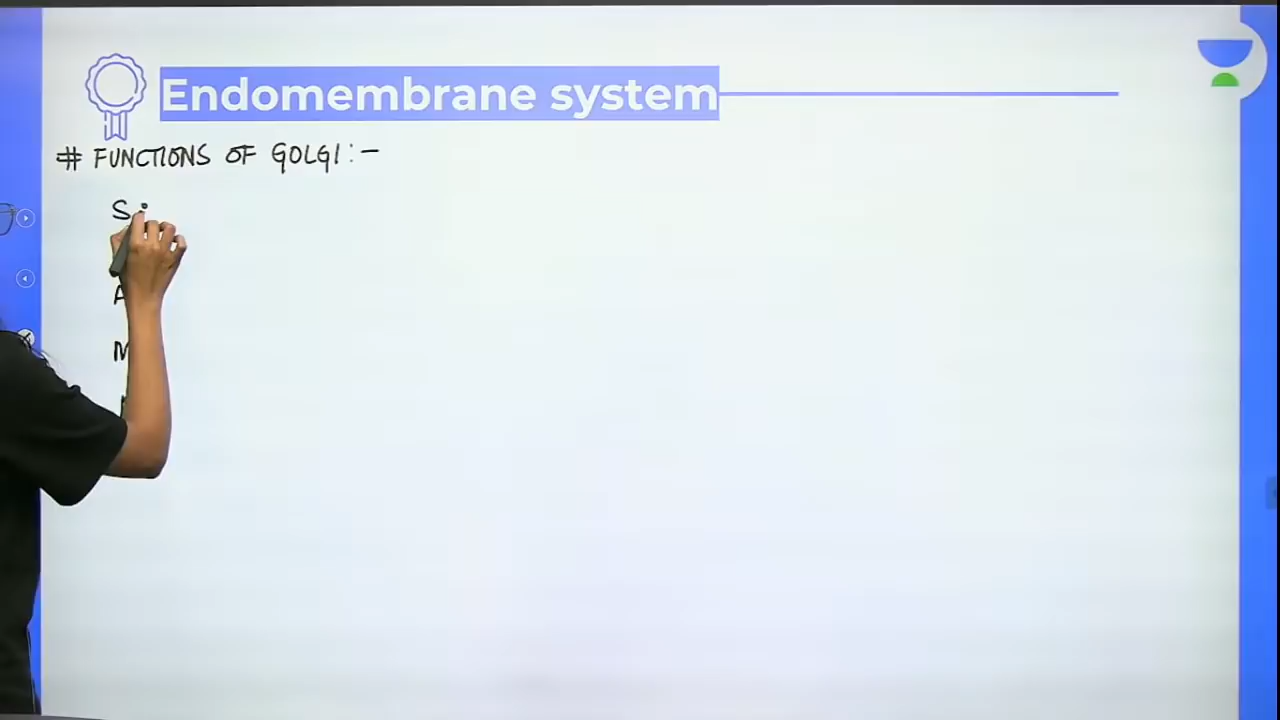 Endomembrane system
# FUNCTIONS OF GOLGI :-
S :
A
M